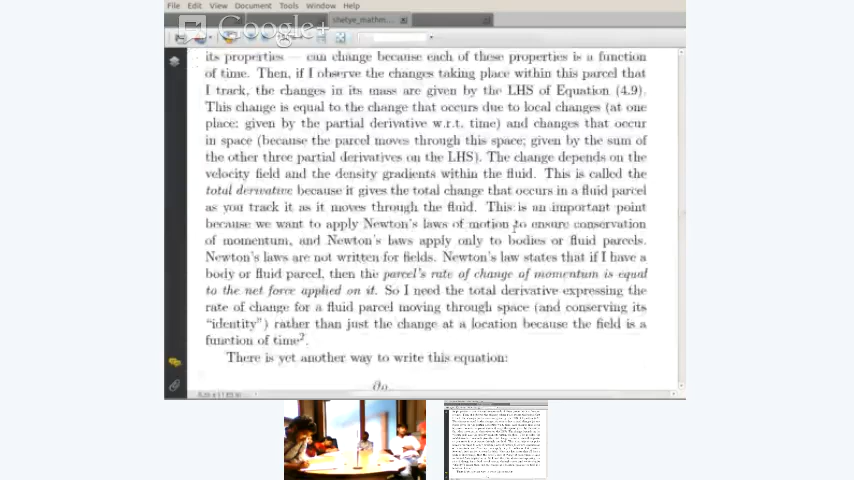 File Edit View Document Tools Window Help
shetye_mathm...
Google+
its properties — can change because each of these properties is a function
of time. Then, if I observe the changes taking place within this parcel that
I track, the changes in its mass are given by the LHS of Equation (4.9).
This change is equal to the change that occurs due to local changes (at one
place; given by the partial derivative w.r.t. time) and changes that occur
in space (because the parcel moves through this space; given by the sum of
the other three partial derivatives on the LHS). The change depends on the
velocity field and the density gradients within the fluid. This is called the
total derivative because it gives the total change that occurs in a fluid parcel
as you track it as it moves through the fluid. This is an important point
because we want to apply Newton's laws of motion to ensure conservation
of momentum, and Newton's laws apply only to bodies or fluid parcels.
Newton's laws are not written for fields. Newton's law states that if I have a
body or fluid parcel, then the parcel's rate of change of momentum is equal
to the net force applied on it. So I need the total derivative expressing the
rate of change for a fluid parcel moving through space (and conserving its
“identity”) rather than just the change at a location because the field is a
function of time².
There is yet another way to write this equation:
∂ρ